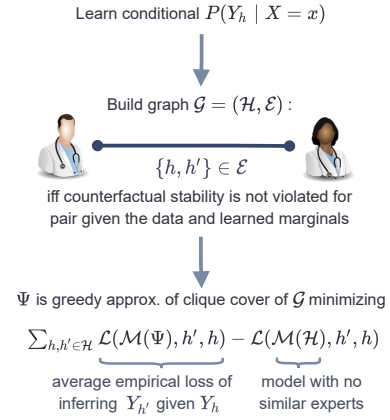 Learn conditional P(Y_h | X = x)
Build graph 𝒢 = (ℋ, ℰ) :
{h, h'} ∈ ℰ
iff counterfactual stability is not violated for
pair given the data and learned marginals
Ψ is greedy approx. of clique cover of 𝒢 minimizing
∑_{h,h'∈ℋ} ℒ(ℳ(Ψ), h', h) − ℒ(ℳ(ℋ), h', h)
average empirical loss of model with no
inferring Y_{h'} given Y_h similar experts